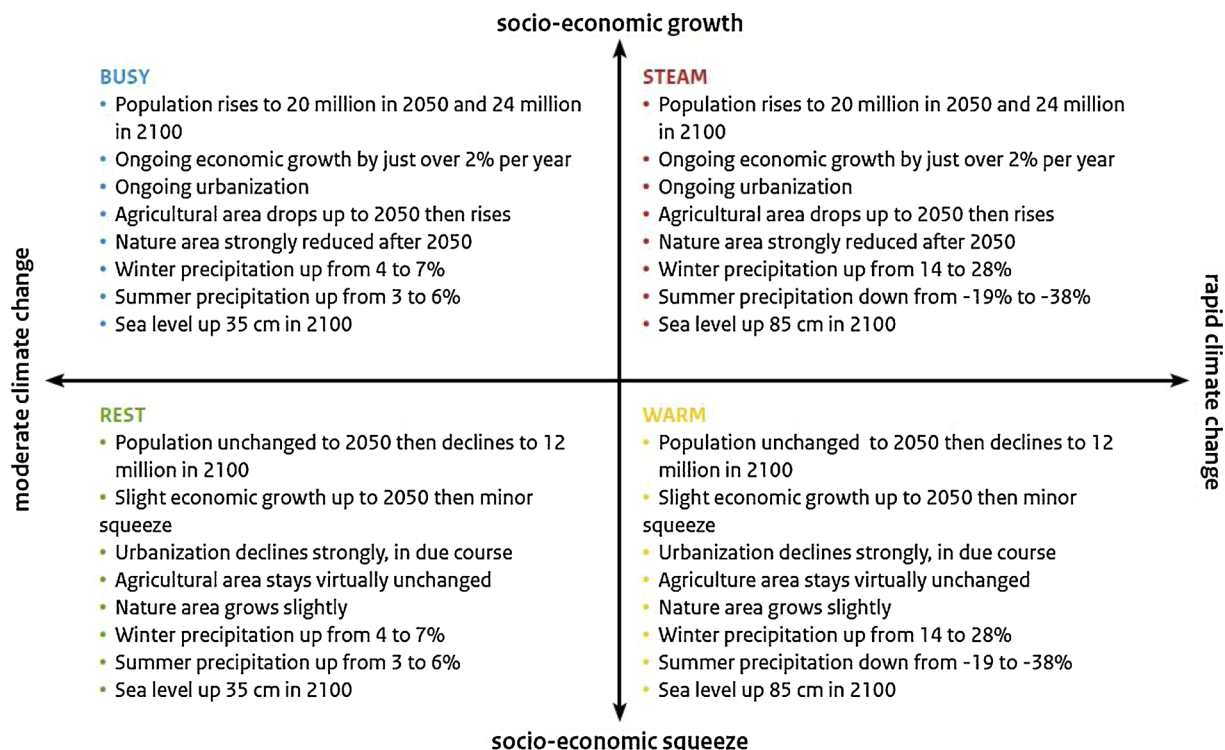 socio-economic growth
BUSY
• Population rises to 20 million in 2050 and 24 million
in 2100
• Ongoing economic growth by just over 2% per year
• Ongoing urbanization
• Agricultural area drops up to 2050 then rises
• Nature area strongly reduced after 2050
• Winter precipitation up from 4 to 7%
• Summer precipitation up from 3 to 6%
• Sea level up 35 cm in 2100
STEAM
• Population rises to 20 million in 2050 and 24 million
in 2100
• Ongoing economic growth by just over 2% per year
• Ongoing urbanization
• Agricultural area drops up to 2050 then rises
• Nature area strongly reduced after 2050
• Winter precipitation up from 14 to 28%
• Summer precipitation down from -19% to -38%
• Sea level up 85 cm in 2100
moderate climate change
rapid climate change
REST
• Population unchanged to 2050 then declines to 12
million in 2100
• Slight economic growth up to 2050 then minor
squeeze
• Urbanization declines strongly, in due course
• Agricultural area stays virtually unchanged
• Nature area grows slightly
• Winter precipitation up from 4 to 7%
• Summer precipitation up from 3 to 6%
• Sea level up 35 cm in 2100
WARM
• Population unchanged to 2050 then declines to 12
million in 2100
• Slight economic growth up to 2050 then minor
squeeze
• Urbanization declines strongly, in due course
• Agriculture area stays virtually unchanged
• Nature area grows slightly
• Winter precipitation up from 14 to 28%
• Summer precipitation down from -19 to -38%
• Sea level up 85 cm in 2100
socio-economic squeeze